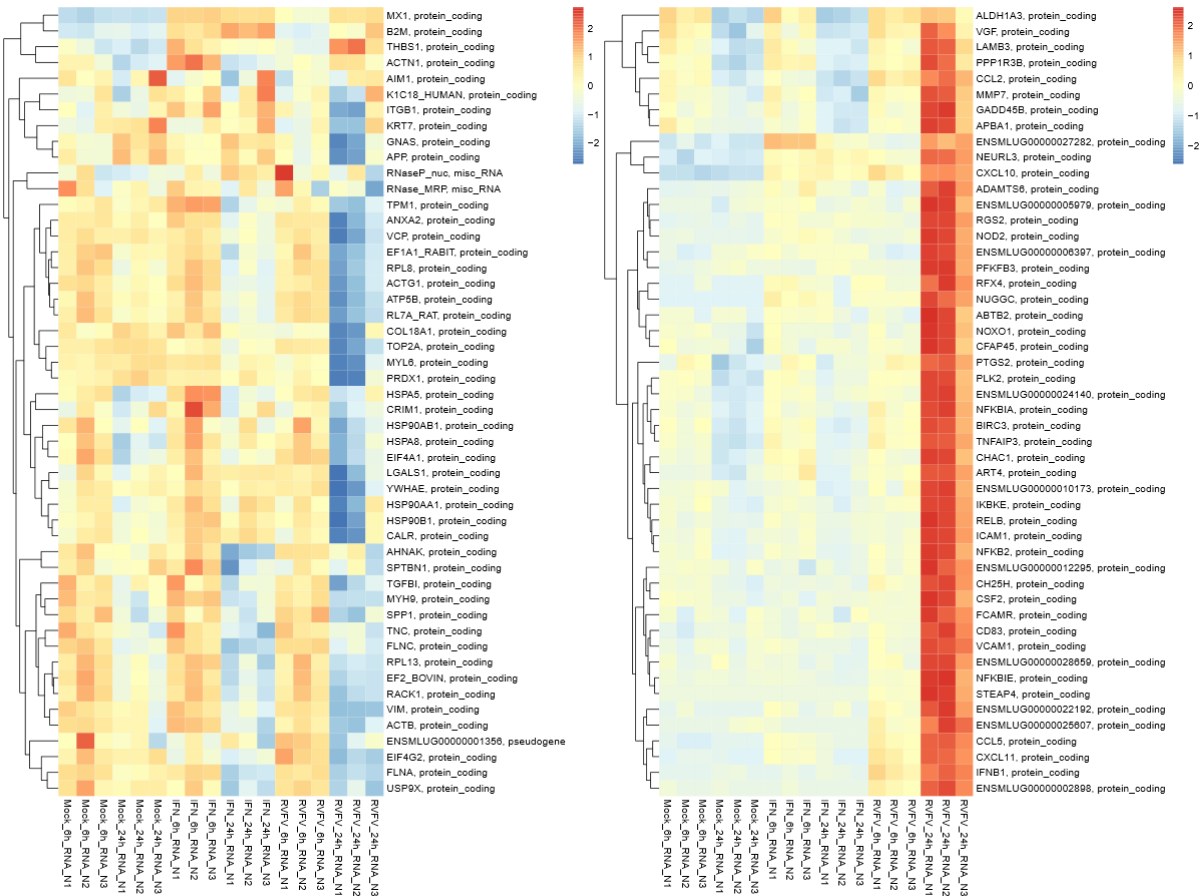 MX1, protein_coding
B2M, protein_coding
THBS1, protein_coding
ACTN1, protein_coding
AIM1, protein_coding
K1C18_HUMAN, protein_coding
ITGB1, protein_coding
KRT7, protein_coding
GNAS, protein_coding
APP, protein_coding
RNaseP_nuc, misc_RNA
RNase_MRP, misc_RNA
TPM1, protein_coding
ANXA2, protein_coding
VCP, protein_coding
EF1A1_RABIT, protein_coding
RPL8, protein_coding
ACTG1, protein_coding
ATP5B, protein_coding
RL7A_RAT, protein_coding
COL18A1, protein_coding
TOP2A, protein_coding
MYL6, protein_coding
PRDX1, protein_coding
HSPA5, protein_coding
CRIM1, protein_coding
HSP90AB1, protein_coding
HSPA8, protein_coding
EIF4A1, protein_coding
LGALS1, protein_coding
YWHAE, protein_coding
HSP90AA1, protein_coding
HSP90B1, protein_coding
CALR, protein_coding
AHNAK, protein_coding
SPTBN1, protein_coding
TGFBI, protein_coding
MYH9, protein_coding
SPP1, protein_coding
TNC, protein_coding
FLNC, protein_coding
RPL13, protein_coding
EF2_BOVIN, protein_coding
RACK1, protein_coding
VIM, protein_coding
ACTB, protein_coding
ENSMLUG00000001356, pseudogene
EIF4G2, protein_coding
FLNA, protein_coding
USP9X, protein_coding
2
1
0
−1
−2
Mock_6h_RNA_N1
Mock_6h_RNA_N2
Mock_6h_RNA_N3
Mock_24h_RNA_N1
Mock_24h_RNA_N2
Mock_24h_RNA_N3
IFN_6h_RNA_N1
IFN_6h_RNA_N2
IFN_6h_RNA_N3
IFN_24h_RNA_N1
IFN_24h_RNA_N2
IFN_24h_RNA_N3
RVFV_6h_RNA_N1
RVFV_6h_RNA_N2
RVFV_6h_RNA_N3
RVFV_24h_RNA_N1
RVFV_24h_RNA_N2
RVFV_24h_RNA_N3
ALDH1A3, protein_coding
VGF, protein_coding
LAMB3, protein_coding
PPP1R3B, protein_coding
CCL2, protein_coding
MMP7, protein_coding
GADD45B, protein_coding
APBA1, protein_coding
ENSMLUG00000027282, protein_coding
NEURL3, protein_coding
CXCL10, protein_coding
ADAMTS6, protein_coding
ENSMLUG00000005979, protein_coding
RGS2, protein_coding
NOD2, protein_coding
ENSMLUG00000006397, protein_coding
PFKFB3, protein_coding
RFX4, protein_coding
NUGGC, protein_coding
ABTB2, protein_coding
NOXO1, protein_coding
CFAP45, protein_coding
PTGS2, protein_coding
PLK2, protein_coding
ENSMLUG00000024140, protein_coding
NFKBIA, protein_coding
BIRC3, protein_coding
TNFAIP3, protein_coding
CHAC1, protein_coding
ART4, protein_coding
ENSMLUG00000010173, protein_coding
IKBKE, protein_coding
RELB, protein_coding
ICAM1, protein_coding
NFKB2, protein_coding
ENSMLUG00000012295, protein_coding
CH25H, protein_coding
CSF2, protein_coding
FCAMR, protein_coding
CD83, protein_coding
VCAM1, protein_coding
ENSMLUG00000028659, protein_coding
NFKBIE, protein_coding
STEAP4, protein_coding
ENSMLUG00000022192, protein_coding
ENSMLUG00000025607, protein_coding
CCL5, protein_coding
CXCL11, protein_coding
IFNB1, protein_coding
ENSMLUG00000002898, protein_coding
2
1
0
−1
−2
Mock_6h_RNA_N1
Mock_6h_RNA_N2
Mock_6h_RNA_N3
Mock_24h_RNA_N1
Mock_24h_RNA_N2
Mock_24h_RNA_N3
IFN_6h_RNA_N1
IFN_6h_RNA_N2
IFN_6h_RNA_N3
IFN_24h_RNA_N1
IFN_24h_RNA_N2
IFN_24h_RNA_N3
RVFV_6h_RNA_N1
RVFV_6h_RNA_N2
RVFV_6h_RNA_N3
RVFV_24h_RNA_N1
RVFV_24h_RNA_N2
RVFV_24h_RNA_N3